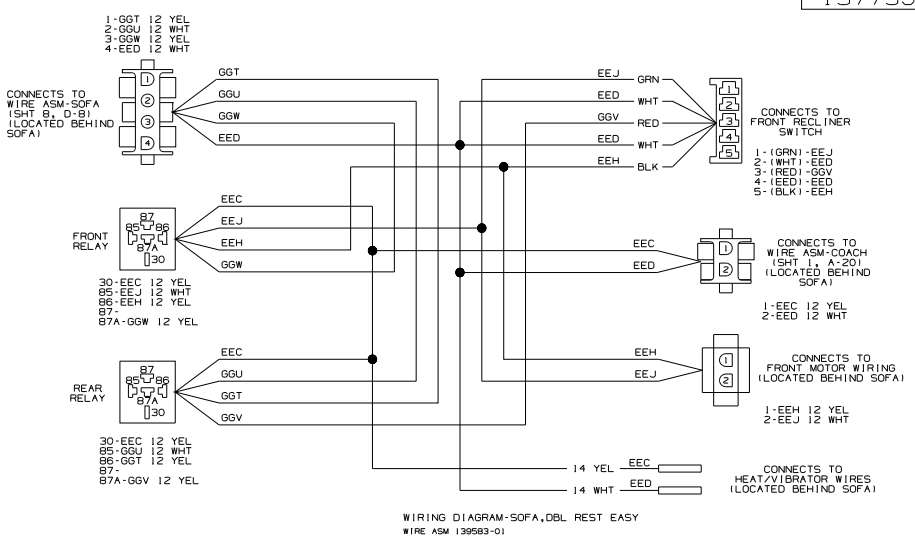 1-GGT 12 YEL
2-GGU 12 WHT
3-GGW 12 YEL
4-EED 12 WHT
CONNECTS TO
WIRE ASM-SOFA
(SHT 8, D-8)
(LOCATED BEHIND
SOFA)
1
2
3
4
GGT
GGU
GGW
EED
EEJ GRN
EED WHT
GGV RED
EED WHT
EEH BLK
1
2
3
4
5
CONNECTS TO
FRONT RECLINER
SWITCH
1-(GRN)-EEJ
2-(WHT)-EED
3-(RED)-GGV
4-(EED)-EED
5-(BLK)-EEH
FRONT
RELAY
87
85 86
87A
30
EEC
EEJ
EEH
GGW
30-EEC 12 YEL
85-EEJ 12 WHT
86-EEH 12 YEL
87-
87A-GGW 12 YEL
EEC
EED
1
2
CONNECTS TO
WIRE ASM-COACH
(SHT 1, A-20)
(LOCATED BEHIND
SOFA)
1-EEC 12 YEL
2-EED 12 WHT
REAR
RELAY
87
85 86
87A
30
EEC
GGU
GGT
GGV
30-EEC 12 YEL
85-GGU 12 WHT
86-GGT 12 YEL
87-
87A-GGV 12 YEL
EEH
EEJ
1
2
CONNECTS TO
FRONT MOTOR WIRING
(LOCATED BEHIND SOFA)
1-EEH 12 YEL
2-EEJ 12 WHT
14 YEL EEC
14 WHT EED
CONNECTS TO
HEAT/VIBRATOR WIRES
(LOCATED BEHIND SOFA)
WIRING DIAGRAM-SOFA,DBL REST EASY
WIRE ASM 139583-01